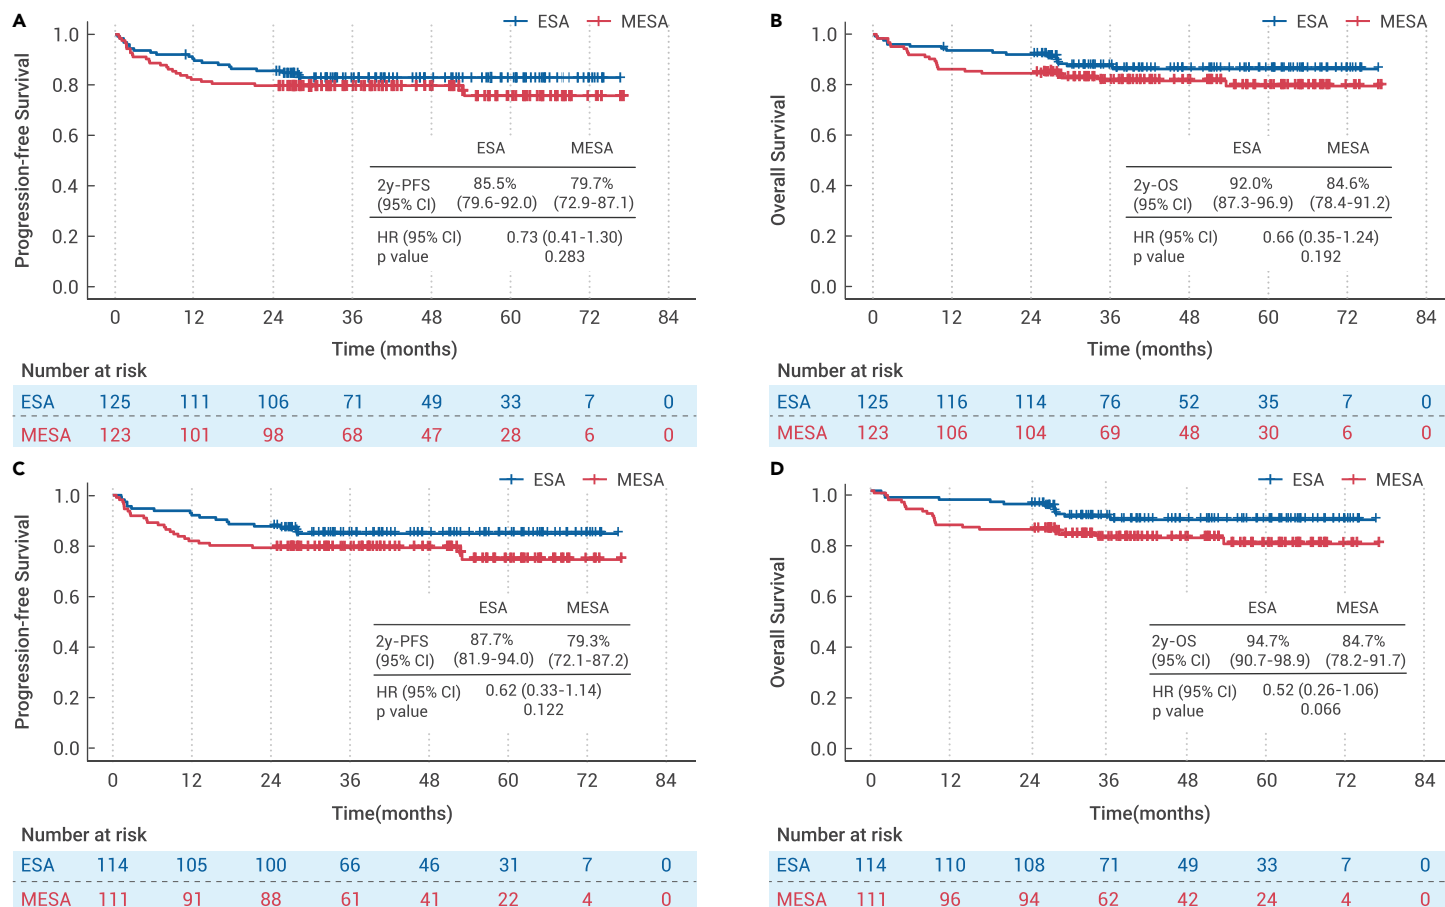 A
ESA MESA
Progression-free Survival
1.0
0.8
0.6
0.4
0.2
0.0
ESA MESA
2y-PFS 85.5% 79.7%
(95% CI) (79.6-92.0) (72.9-87.1)
HR (95% CI) 0.73 (0.41-1.30)
p value 0.283
0 12 24 36 48 60 72 84
Time (months)
Number at risk
ESA 125 111 106 71 49 33 7 0
MESA 123 101 98 68 47 28 6 0
B
ESA MESA
Overall Survival
1.0
0.8
0.6
0.4
0.2
0.0
ESA MESA
2y-OS 92.0% 84.6%
(95% CI) (87.3-96.9) (78.4-91.2)
HR (95% CI) 0.66 (0.35-1.24)
p value 0.192
0 12 24 36 48 60 72 84
Time (months)
Number at risk
ESA 125 116 114 76 52 35 7 0
MESA 123 106 104 69 48 30 6 0
C
ESA MESA
Progression-free Survival
1.0
0.8
0.6
0.4
0.2
0.0
ESA MESA
2y-PFS 87.7% 79.3%
(95% CI) (81.9-94.0) (72.1-87.2)
HR (95% CI) 0.62 (0.33-1.14)
p value 0.122
0 12 24 36 48 60 72 84
Time(months)
Number at risk
ESA 114 105 100 66 46 31 7 0
MESA 111 91 88 61 41 22 4 0
D
ESA MESA
Overall Survival
1.0
0.8
0.6
0.4
0.2
0.0
ESA MESA
2y-OS 94.7% 84.7%
(95% CI) (90.7-98.9) (78.2-91.7)
HR (95% CI) 0.52 (0.26-1.06)
p value 0.066
0 12 24 36 48 60 72 84
Time(months)
Number at risk
ESA 114 110 108 71 49 33 7 0
MESA 111 96 94 62 42 24 4 0